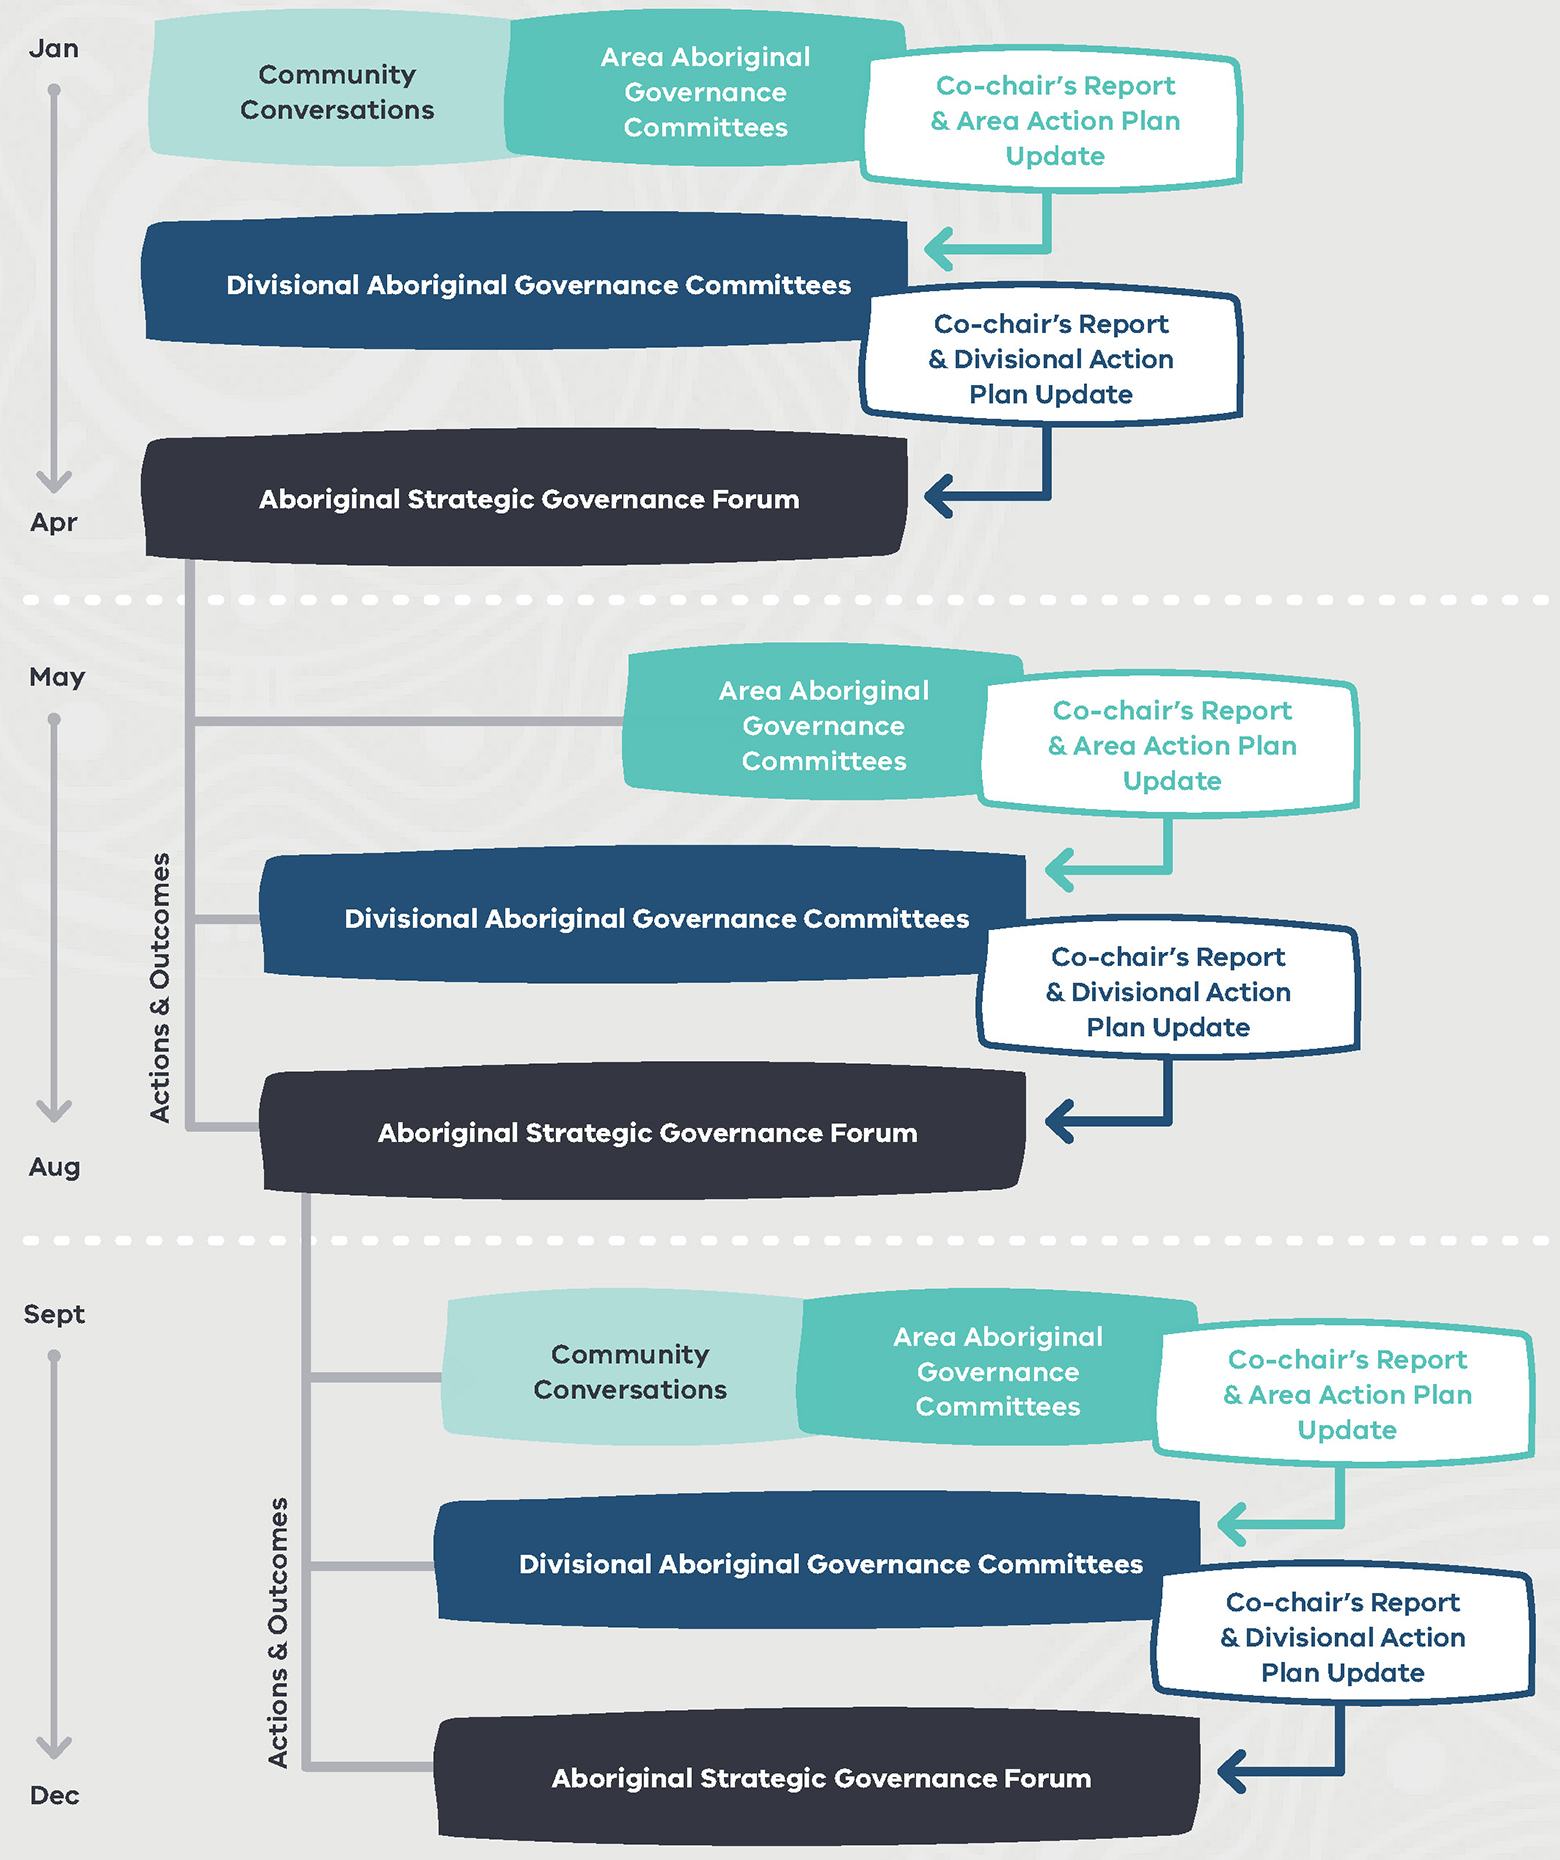 Jan
Community
Conversations
Area Aboriginal
Governance
Committees
Co-chair's Report
& Area Action Plan
Update
Divisional Aboriginal Governance Committees
Co-chair's Report
& Divisional Action
Plan Update
Aboriginal Strategic Governance Forum
Apr
May
Area Aboriginal
Governance
Committees
Co-chair's Report
& Area Action Plan
Update
Actions & Outcomes
Divisional Aboriginal Governance Committees
Co-chair's Report
& Divisional Action
Plan Update
Aboriginal Strategic Governance Forum
Aug
Sept
Community
Conversations
Area Aboriginal
Governance
Committees
Co-chair's Report
& Area Action Plan
Update
Actions & Outcomes
Divisional Aboriginal Governance Committees
Co-chair's Report
& Divisional Action
Plan Update
Aboriginal Strategic Governance Forum
Dec